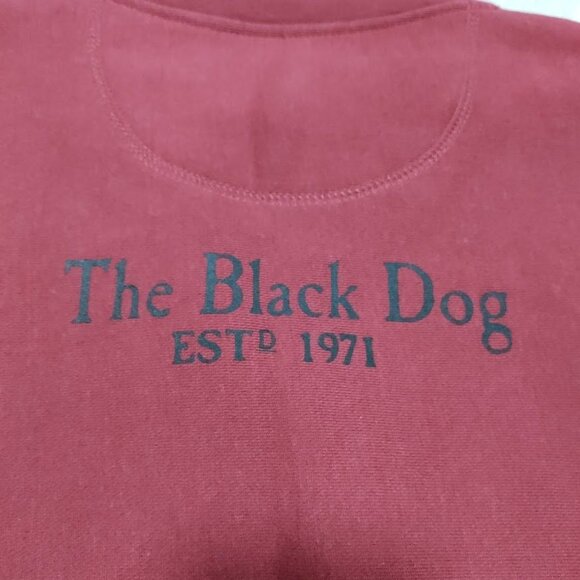 The Black Dog
ESTD 1971